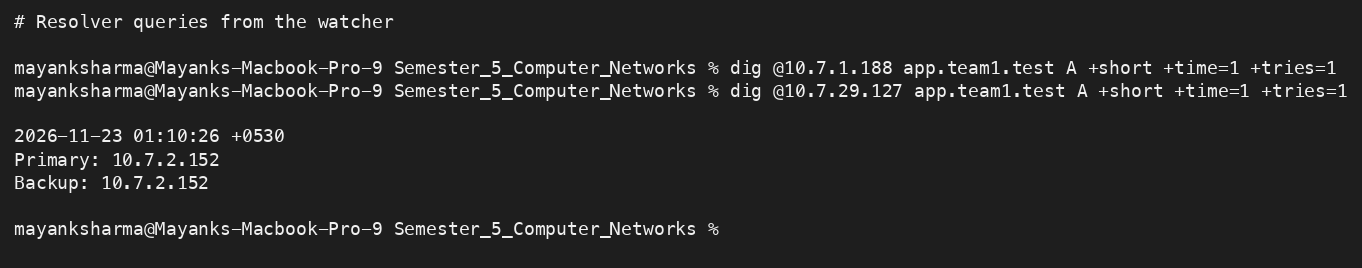 # Resolver queries from the watcher
mayanksharma@Mayanks-Macbook-Pro-9 Semester_5_Computer_Networks % dig @10.7.1.188 app.team1.test A +short +time=1 +tries=1
mayanksharma@Mayanks-Macbook-Pro-9 Semester_5_Computer_Networks % dig @10.7.29.127 app.team1.test A +short +time=1 +tries=1
2026-11-23 01:10:26 +0530
Primary: 10.7.2.152
Backup: 10.7.2.152
mayanksharma@Mayanks-Macbook-Pro-9 Semester_5_Computer_Networks %